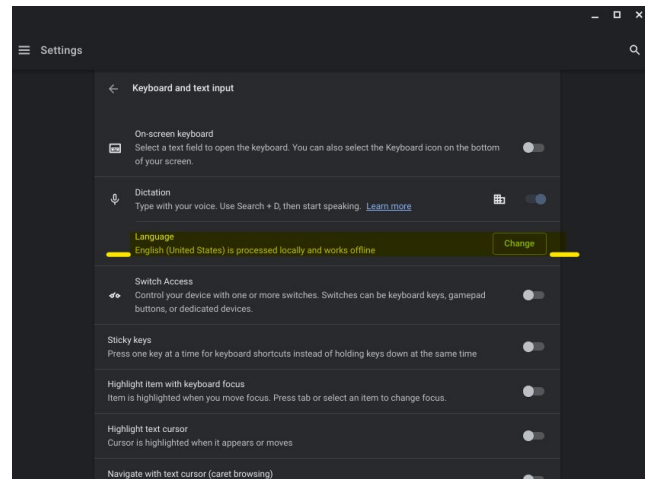 Settings
Keyboard and text input
On-screen keyboard
Select a text field to open the keyboard. You can also select the Keyboard icon on the bottom
of your screen.
Dictation
Type with your voice. Use Search + D, then start speaking. Learn more
Language
English (United States) is processed locally and works offline
Change
Switch Access
Control your device with one or more switches. Switches can be keyboard keys, gamepad
buttons, or dedicated devices.
Sticky keys
Press one key at a time for keyboard shortcuts instead of holding keys down at the same time
Highlight item with keyboard focus
Item is highlighted when you move focus. Press tab or select an item to change focus.
Highlight text cursor
Cursor is highlighted when it appears or moves
Navigate with text cursor (caret browsing)